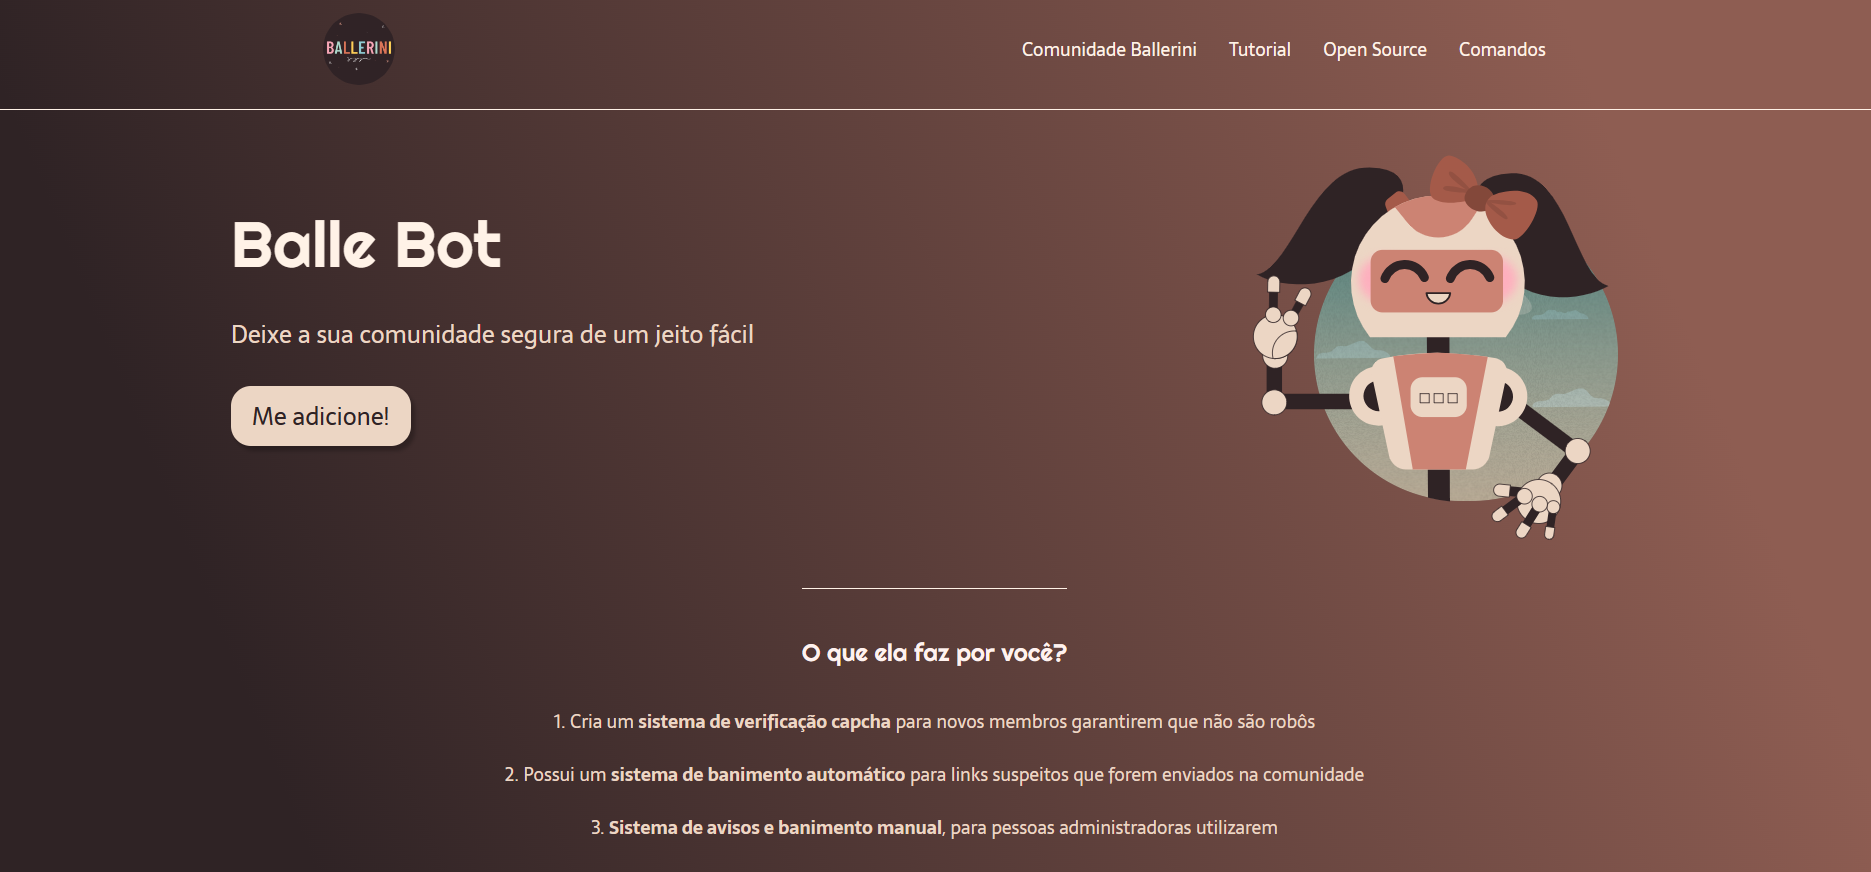 BALLERINI
Comunidade Ballerini
Tutorial
Open Source
Comandos
Balle Bot
Deixe a sua comunidade segura de um jeito fácil
Me adicione!
O que ela faz por você?
1. Cria um sistema de verificação capcha para novos membros garantirem que não são robôs
2. Possui um sistema de banimento automático para links suspeitos que forem enviados na comunidade
3. Sistema de avisos e banimento manual, para pessoas administradoras utilizarem